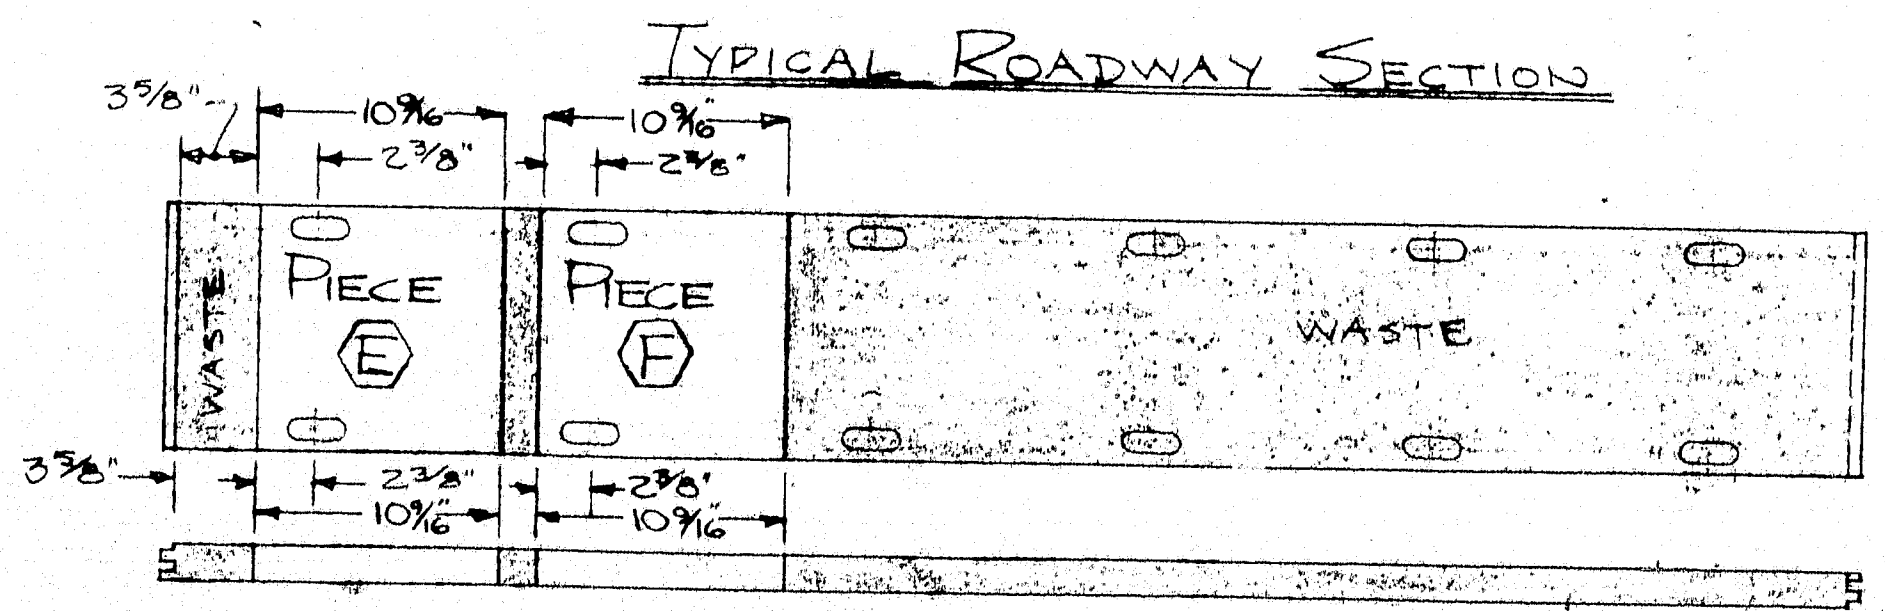 TYPICAL ROADWAY SECTION
3 5/8" 10 9/16" 10 9/16"
2 3/8" 2 3/8"
PIECE PIECE
WASTE E F WASTE
3 5/8" 2 3/8" 2 3/8"
10 9/16" 10 9/16"